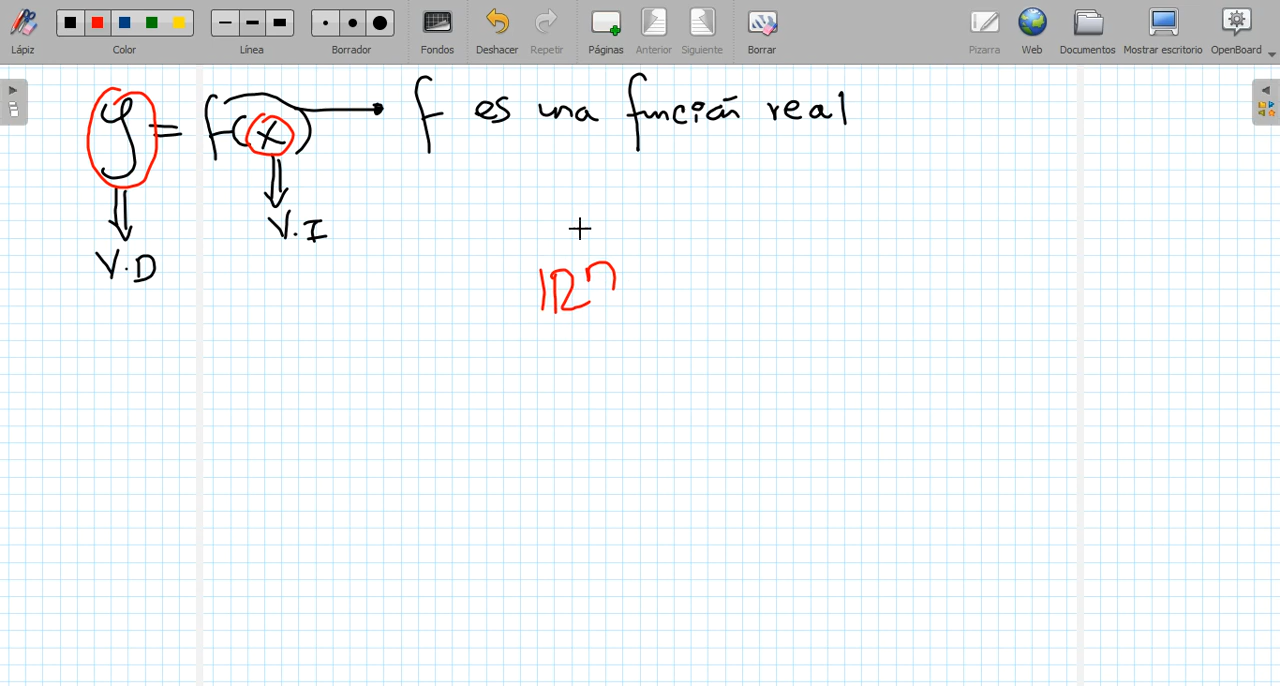 Lápiz Color Línea Borrador Fondos Deshacer Repetir Páginas Anterior Siguiente Borrar Pizarra Web Documentos Mostrar escritorio OpenBoard
y = f(x) → f es una función real
V.D
V.I
ℝⁿ